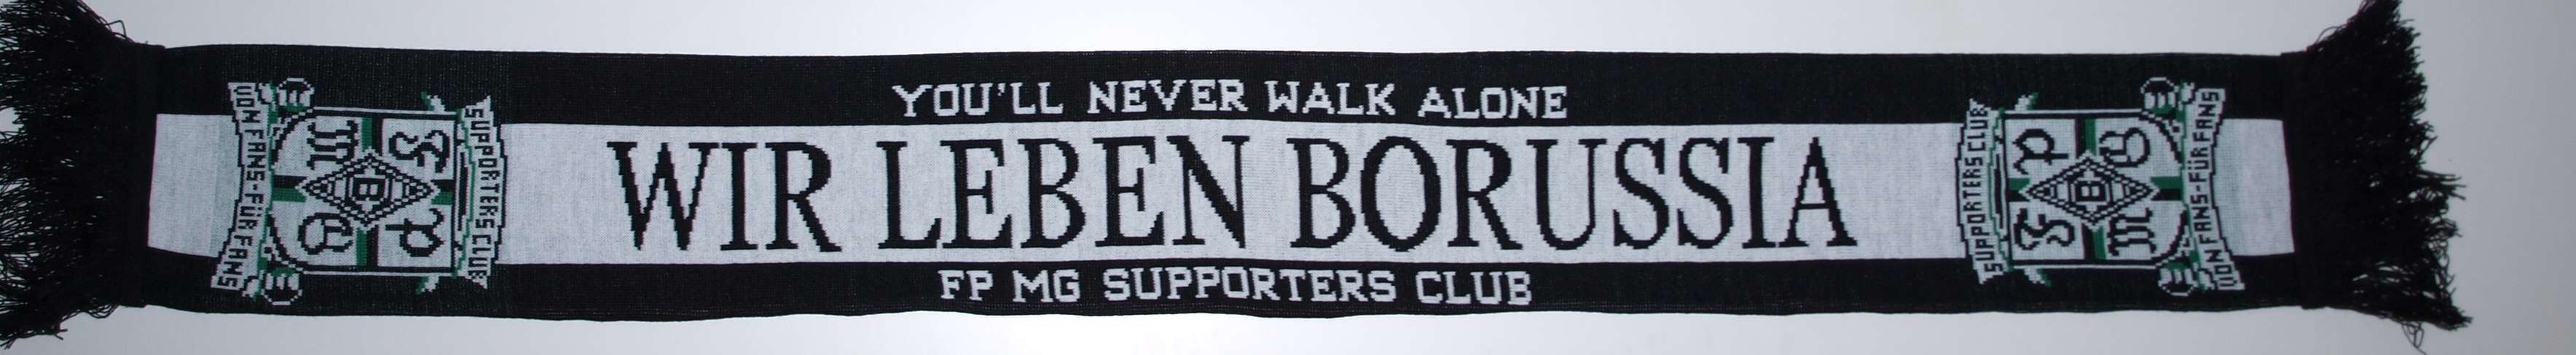 YOU'LL NEVER WALK ALONE
WIR LEBEN BORUSSIA
FP MG SUPPORTERS CLUB
SUPPORTERS CLUB
F P
B
M G
VON FANS-FÜR FANS
SUPPORTERS CLUB
F P
B
M G
VON FANS-FÜR FANS